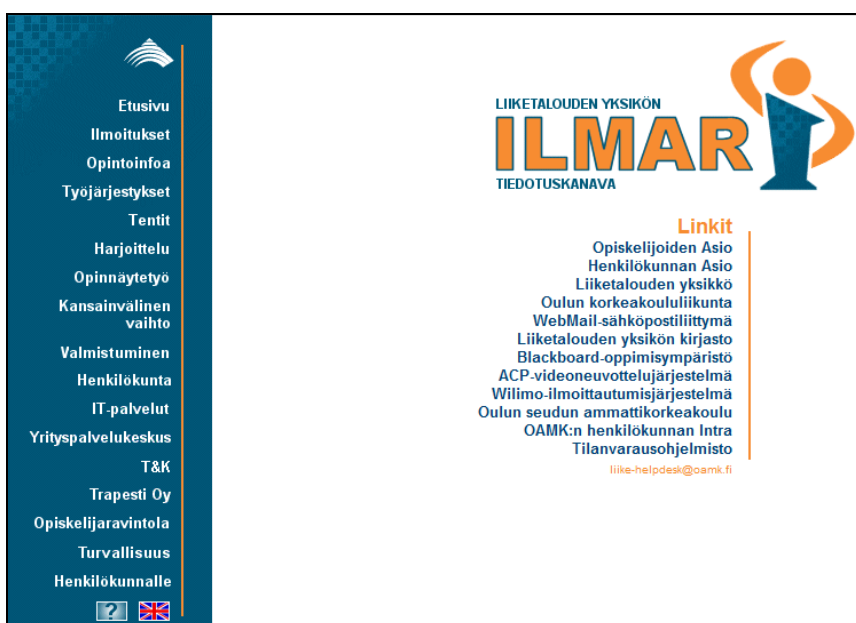 Etusivu
Ilmoitukset
Opintoinfoa
Työjärjestykset
Tentit
Harjoittelu
Opinnäytetyö
Kansainvälinen
vaihto
Valmistuminen
Henkilökunta
IT-palvelut
Yrityspalvelukeskus
T&K
Trapesti Oy
Opiskelijaravintola
Turvallisuus
Henkilökunnalle
?
LIIKETALOUDEN YKSIKÖN
ILMARI
TIEDOTUSKANAVA
Linkit
Opiskelijoiden Asio
Henkilökunnan Asio
Liiketalouden yksikkö
Oulun korkeakoululiikunta
WebMail-sähköpostiliittymä
Liiketalouden yksikön kirjasto
Blackboard-oppimisympäristö
ACP-videoneuvottelujärjestelmä
Wilimo-ilmoittautumisjärjestelmä
Oulun seudun ammattikorkeakoulu
OAMK:n henkilökunnan Intra
Tilanvarausohjelmisto
liike-helpdesk@oamk.fi